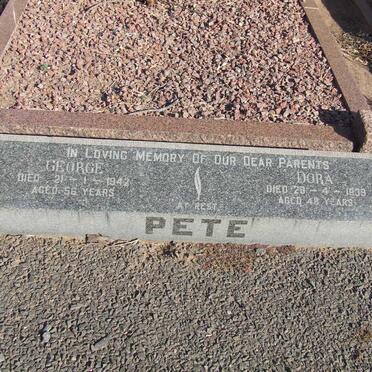 IN LOVING MEMORY OF OUR DEAR PARENTS
GEORGE
DIED 21-1-1942
AGED 56 YEARS
DORA
DIED 29-4-1939
AGED 48 YEARS
AT REST
PETE